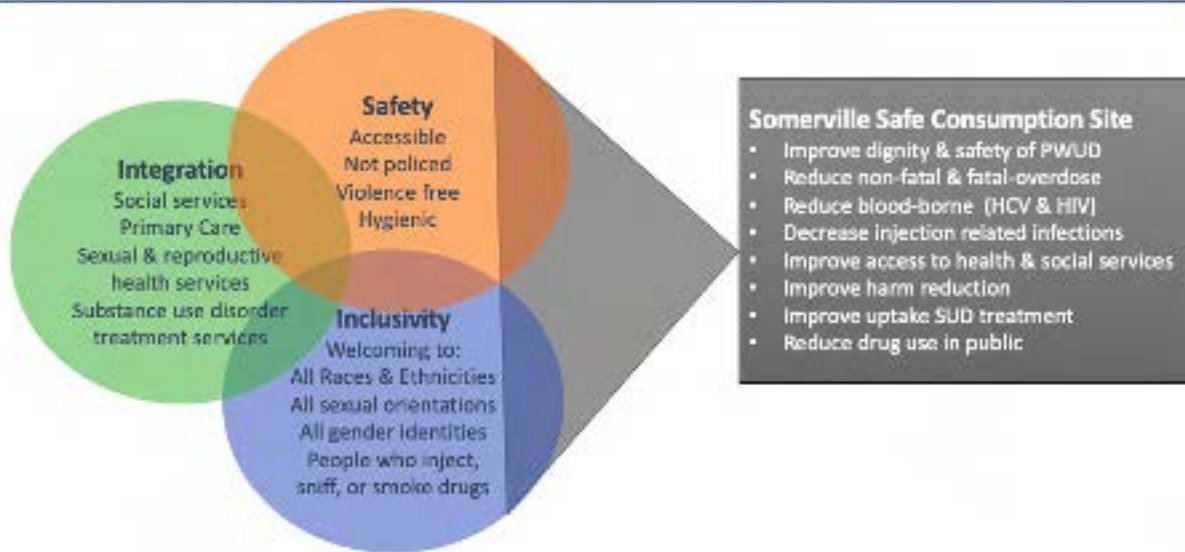 Integration
Social services
Primary Care
Sexual & reproductive
health services
Substance use disorder
treatment services
Safety
Accessible
Not policed
Violence free
Hygienic
Inclusivity
Welcoming to:
All Races & Ethnicities
All sexual orientations
All gender identities
People who inject,
sniff, or smoke drugs
Somerville Safe Consumption Site
• Improve dignity & safety of PWUD
• Reduce non-fatal & fatal-overdose
• Reduce blood-borne (HCV & HIV)
• Decrease injection related infections
• Improve access to health & social services
• Improve harm reduction
• Improve uptake SUD treatment
• Reduce drug use in public